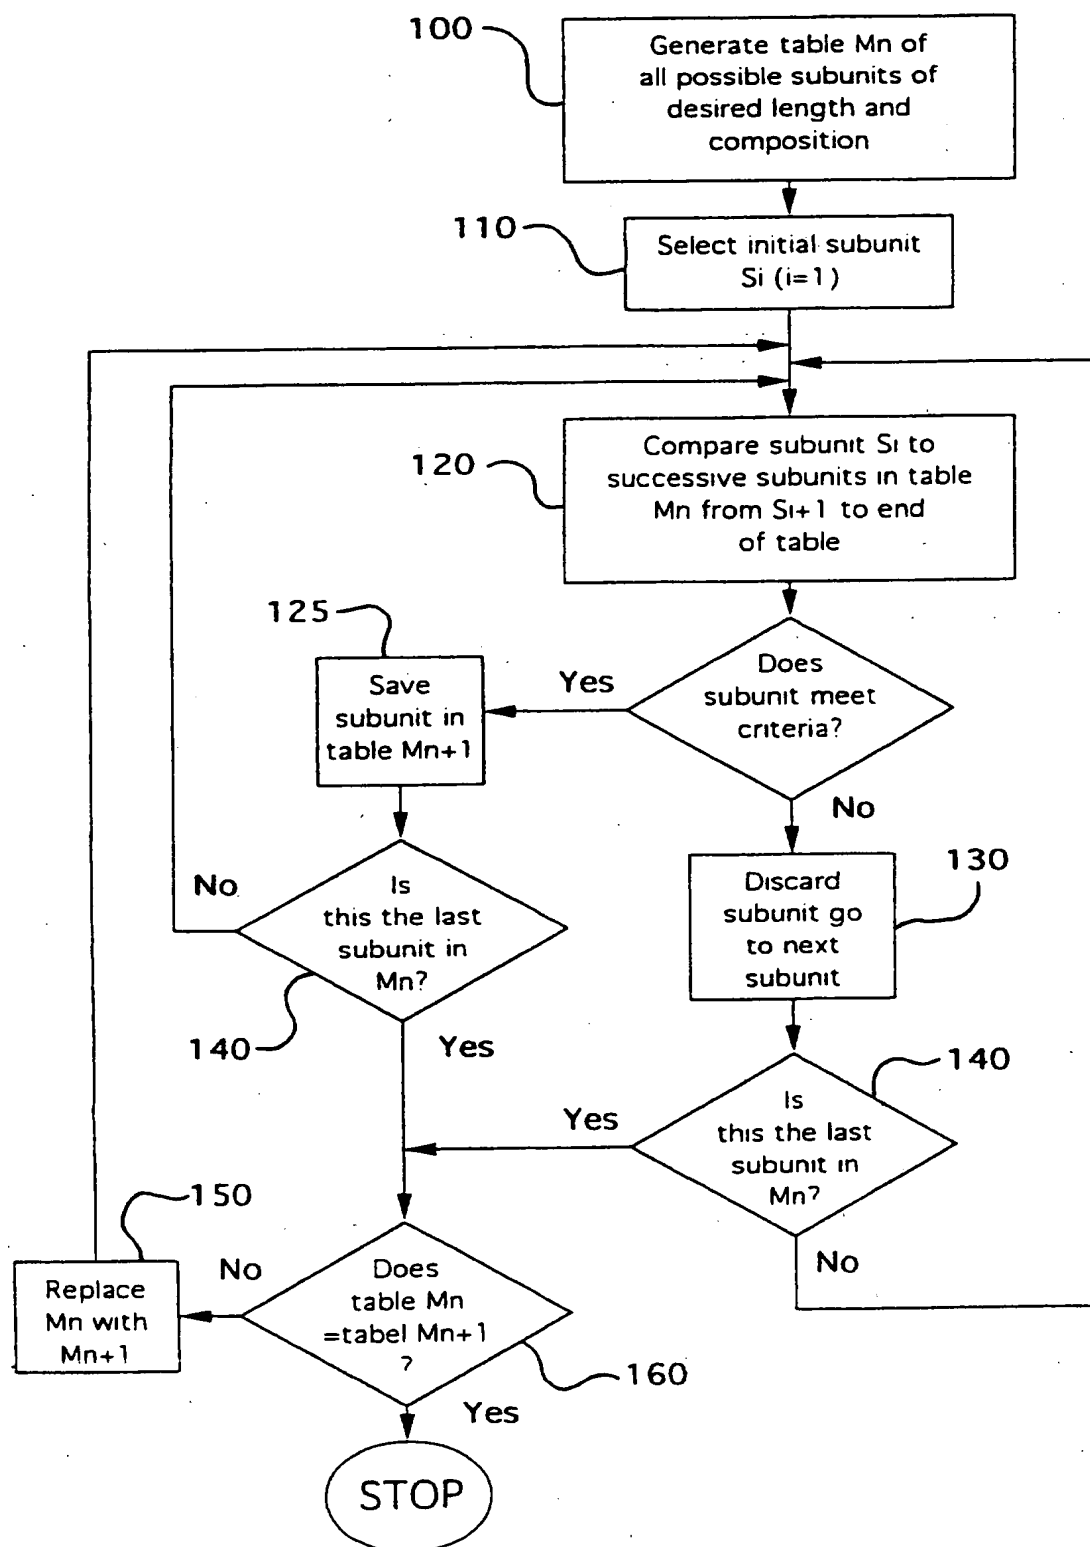 100
Generate table Mn of
all possible subunits of
desired length and
composition
110
Select initial subunit
Si (i=1)
120
Compare subunit Si to
successive subunits in table
Mn from Si+1 to end
of table
125
Save
subunit in
table Mn+1
Yes
Does
subunit meet
criteria?
No
No
Is
this the last
subunit in
Mn?
140
Yes
Discard
subunit go
to next
subunit
130
Yes
Is
this the last
subunit in
Mn?
140
No
150
Replace
Mn with
Mn+1
No
Does
table Mn
=tabel Mn+1
?
160
Yes
STOP